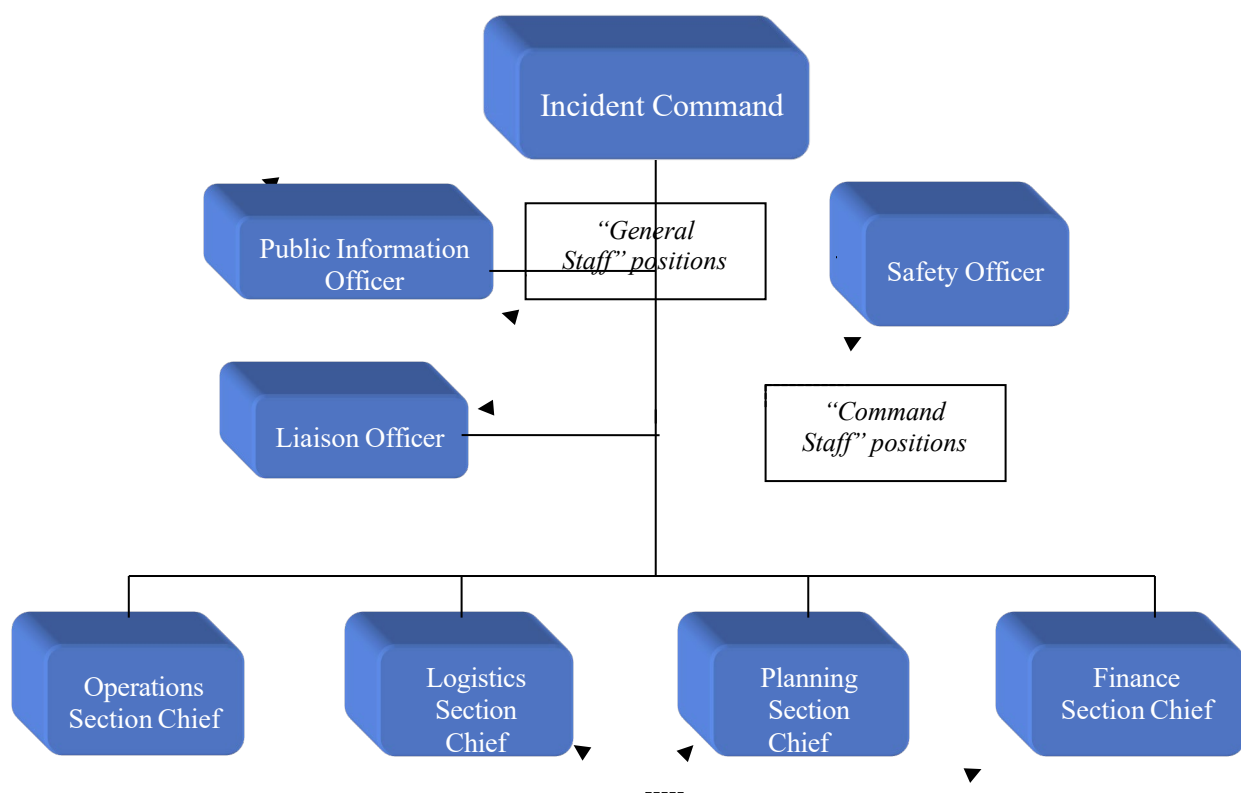 Incident Command
Public Information
Officer
“General
Staff” positions
Safety Officer
Liaison Officer
“Command
Staff” positions
Operations
Section Chief
Logistics
Section
Chief
Planning
Section
Chief
Finance
Section Chief